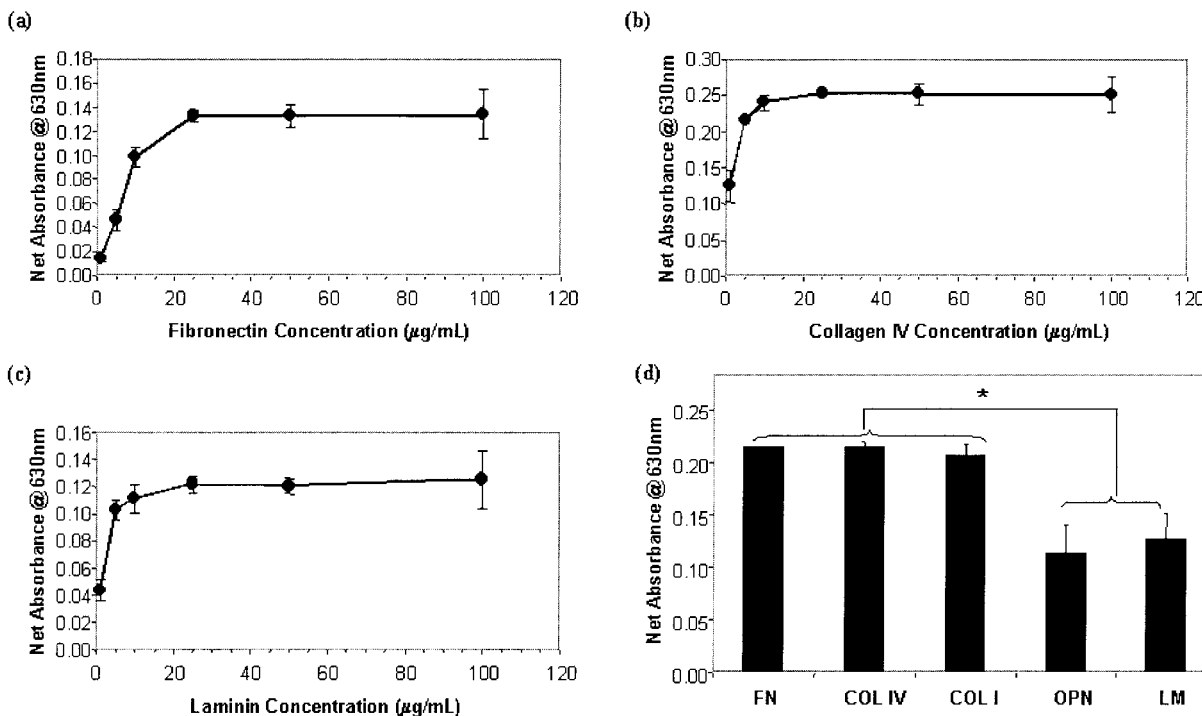 (a)
0.18
0.16
0.14
0.12
0.10
0.08
0.06
0.04
0.02
0.00
Net Absorbance @ 630nm
0 20 40 60 80 100 120
Fibronectin Concentration (µg/mL)
(b)
0.30
0.25
0.20
0.15
0.10
0.05
0.00
Net Absorbance @ 630nm
0 20 40 60 80 100 120
Collagen IV Concentration (µg/mL)
(c)
0.16
0.14
0.12
0.10
0.08
0.06
0.04
0.02
0.00
Net Absorbance @ 630nm
0 20 40 60 80 100 120
Laminin Concentration (µg/mL)
(d)
*
0.25
0.20
0.15
0.10
0.05
0.00
Net Absorbance @ 630nm
FN COL IV COL I OPN LM